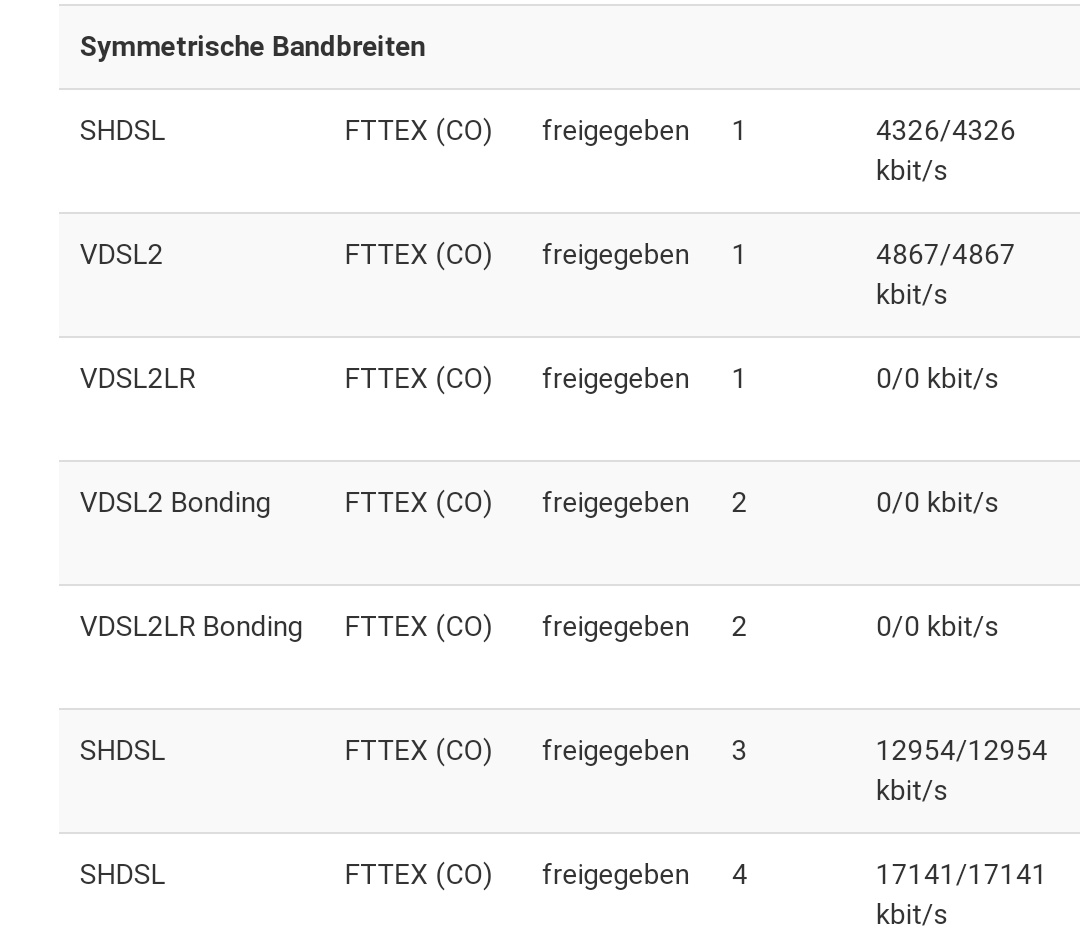 Symmetrische Bandbreiten
SHDSL FTTEX (CO) freigegeben 1 4326/4326
kbit/s
VDSL2 FTTEX (CO) freigegeben 1 4867/4867
kbit/s
VDSL2LR FTTEX (CO) freigegeben 1 0/0 kbit/s
VDSL2 Bonding FTTEX (CO) freigegeben 2 0/0 kbit/s
VDSL2LR Bonding FTTEX (CO) freigegeben 2 0/0 kbit/s
SHDSL FTTEX (CO) freigegeben 3 12954/12954
kbit/s
SHDSL FTTEX (CO) freigegeben 4 17141/17141
kbit/s